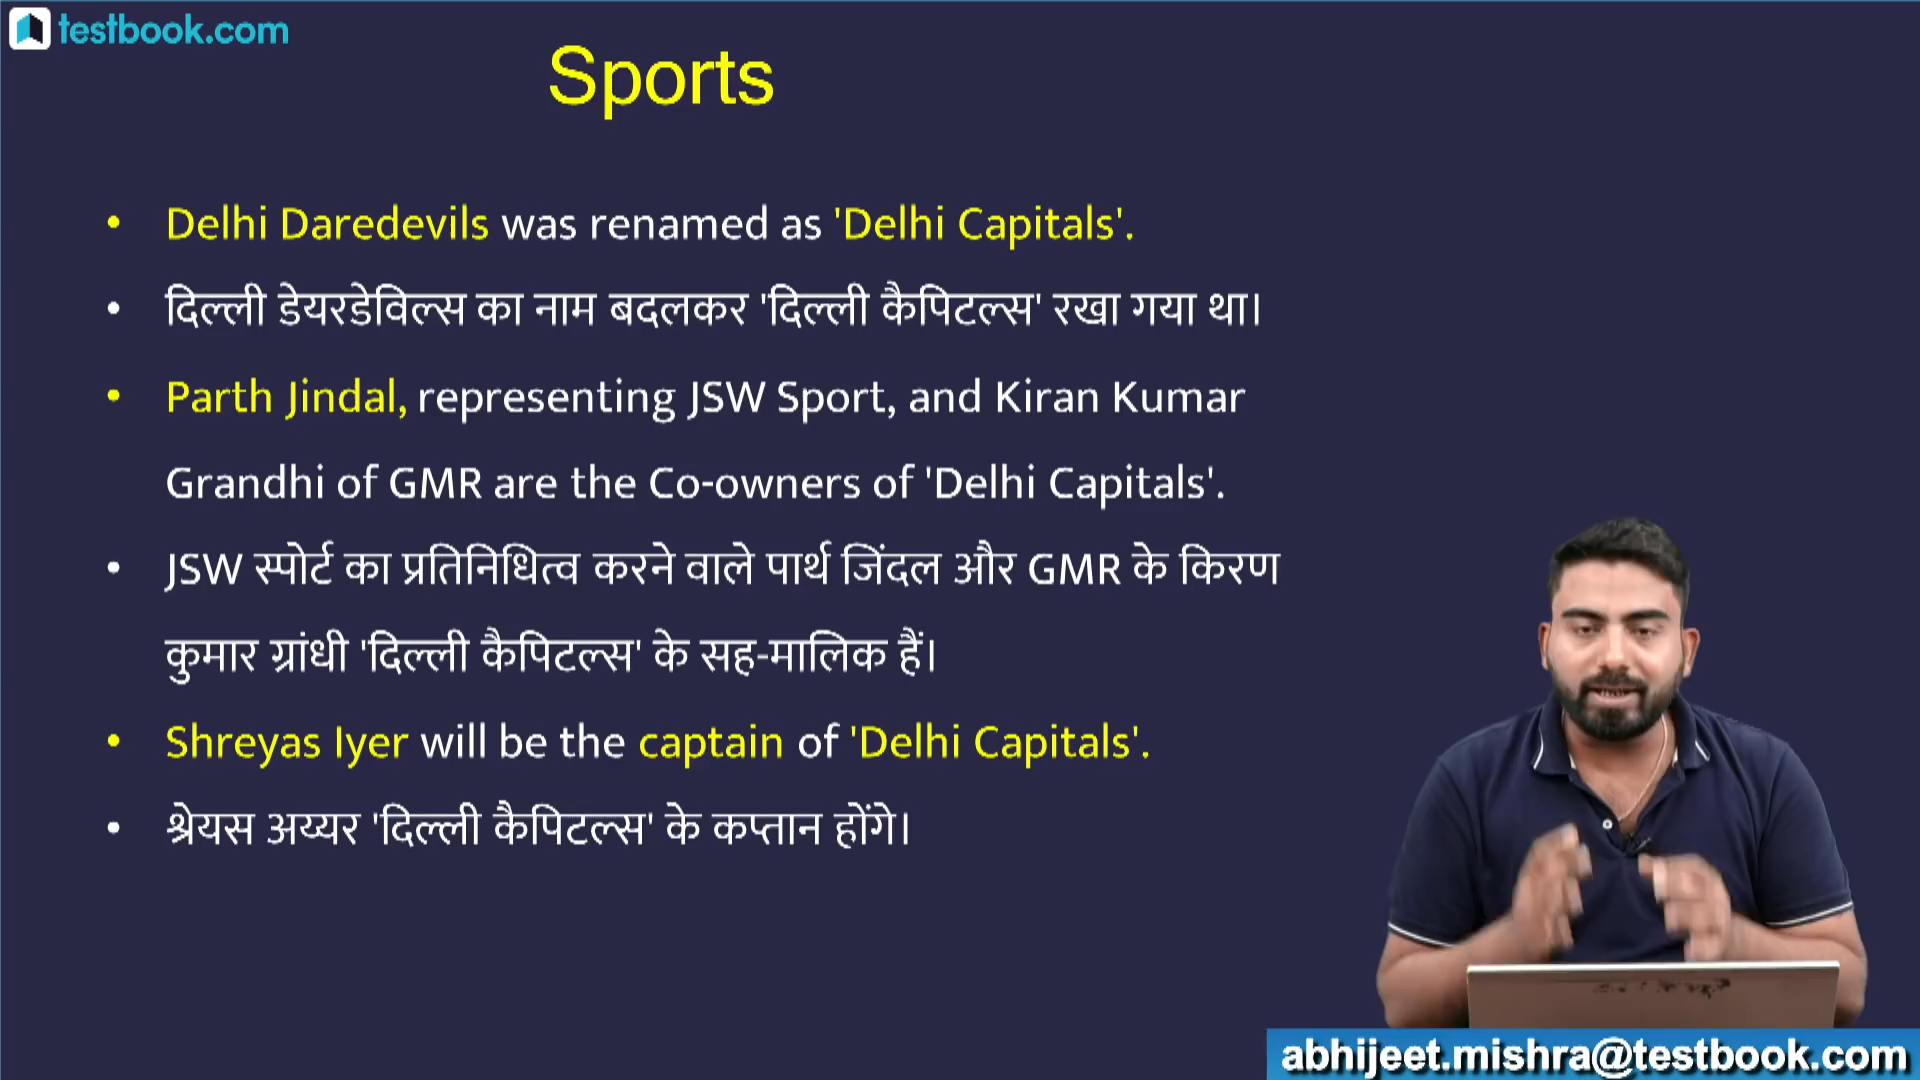 testbook.com
Sports
• Delhi Daredevils was renamed as 'Delhi Capitals'.
• दिल्ली डेयरडेविल्स का नाम बदलकर 'दिल्ली कैपिटल्स' रखा गया था।
• Parth Jindal, representing JSW Sport, and Kiran Kumar
Grandhi of GMR are the Co-owners of 'Delhi Capitals'.
• JSW स्पोर्ट का प्रतिनिधित्व करने वाले पार्थ जिंदल और GMR के किरण
कुमार ग्रांधी 'दिल्ली कैपिटल्स' के सह-मालिक हैं।
• Shreyas Iyer will be the captain of 'Delhi Capitals'.
• श्रेयस अय्यर 'दिल्ली कैपिटल्स' के कप्तान होंगे।
abhijeet.mishra@testbook.com